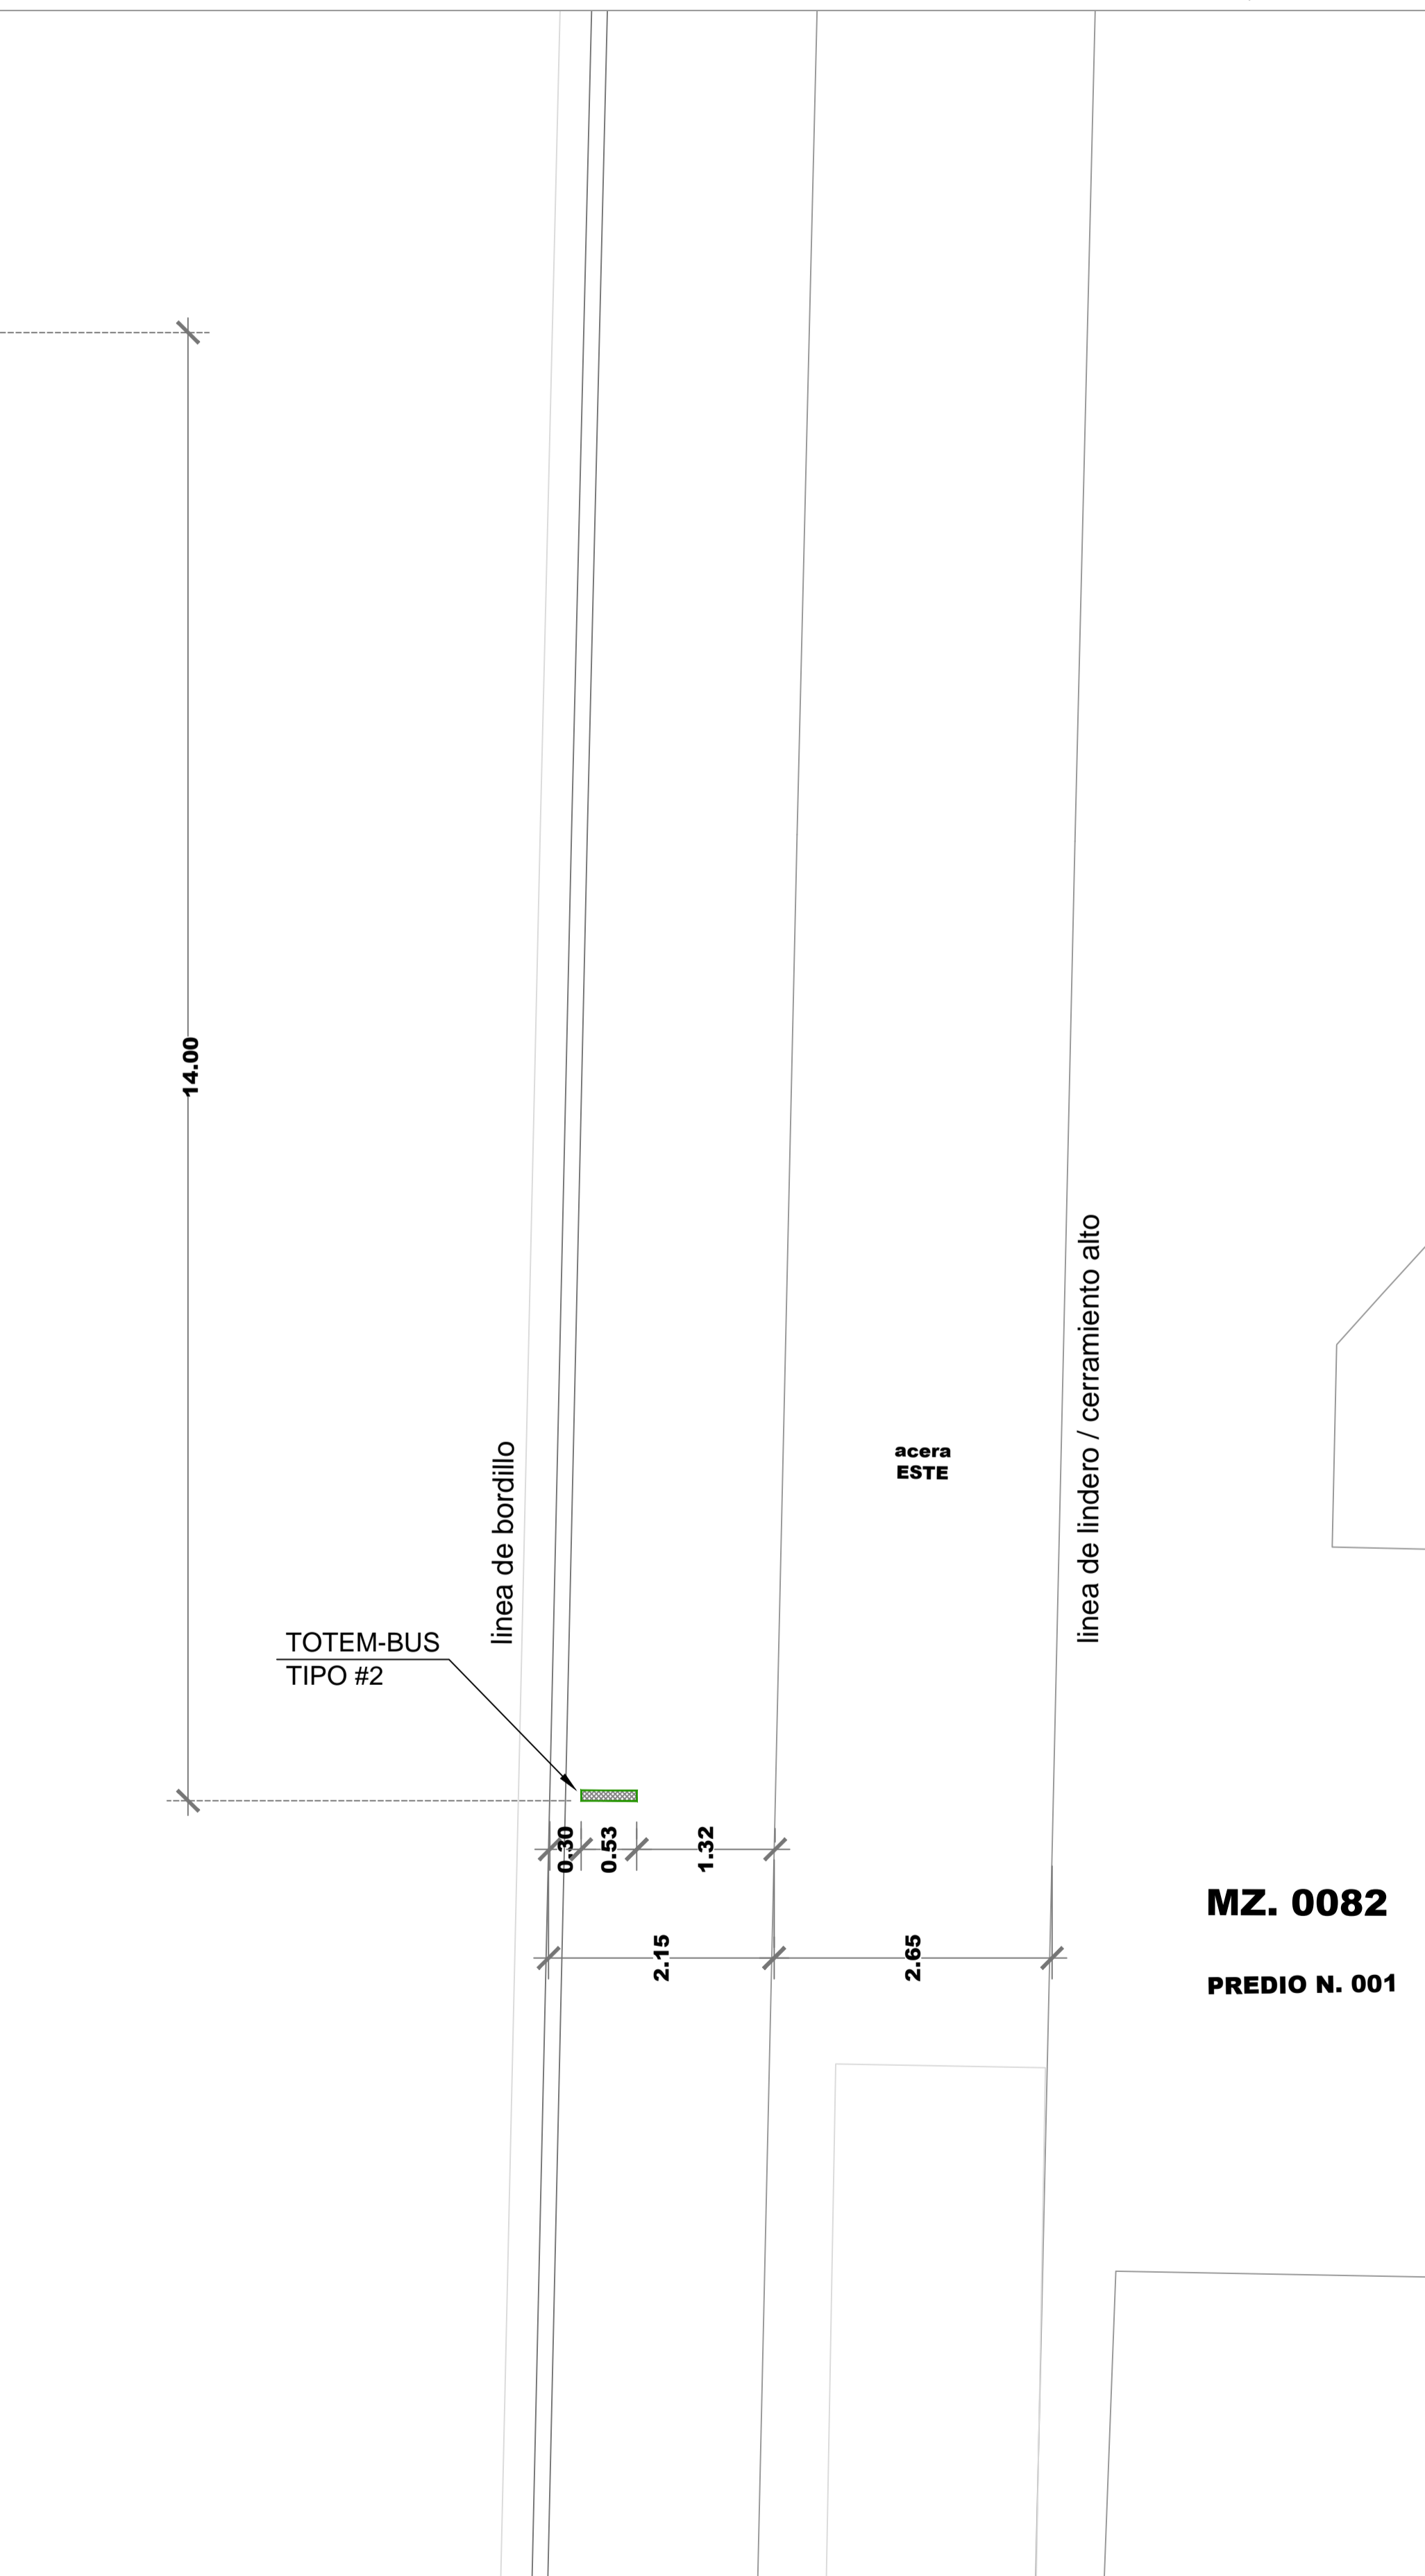 14.00
linea de lindero / cerramiento alto
linea de bordillo
acera
ESTE
TOTEM-BUS
TIPO #2
0.30
0.53
1.32
MZ. 0082
2.15
2.65
PREDIO N. 001